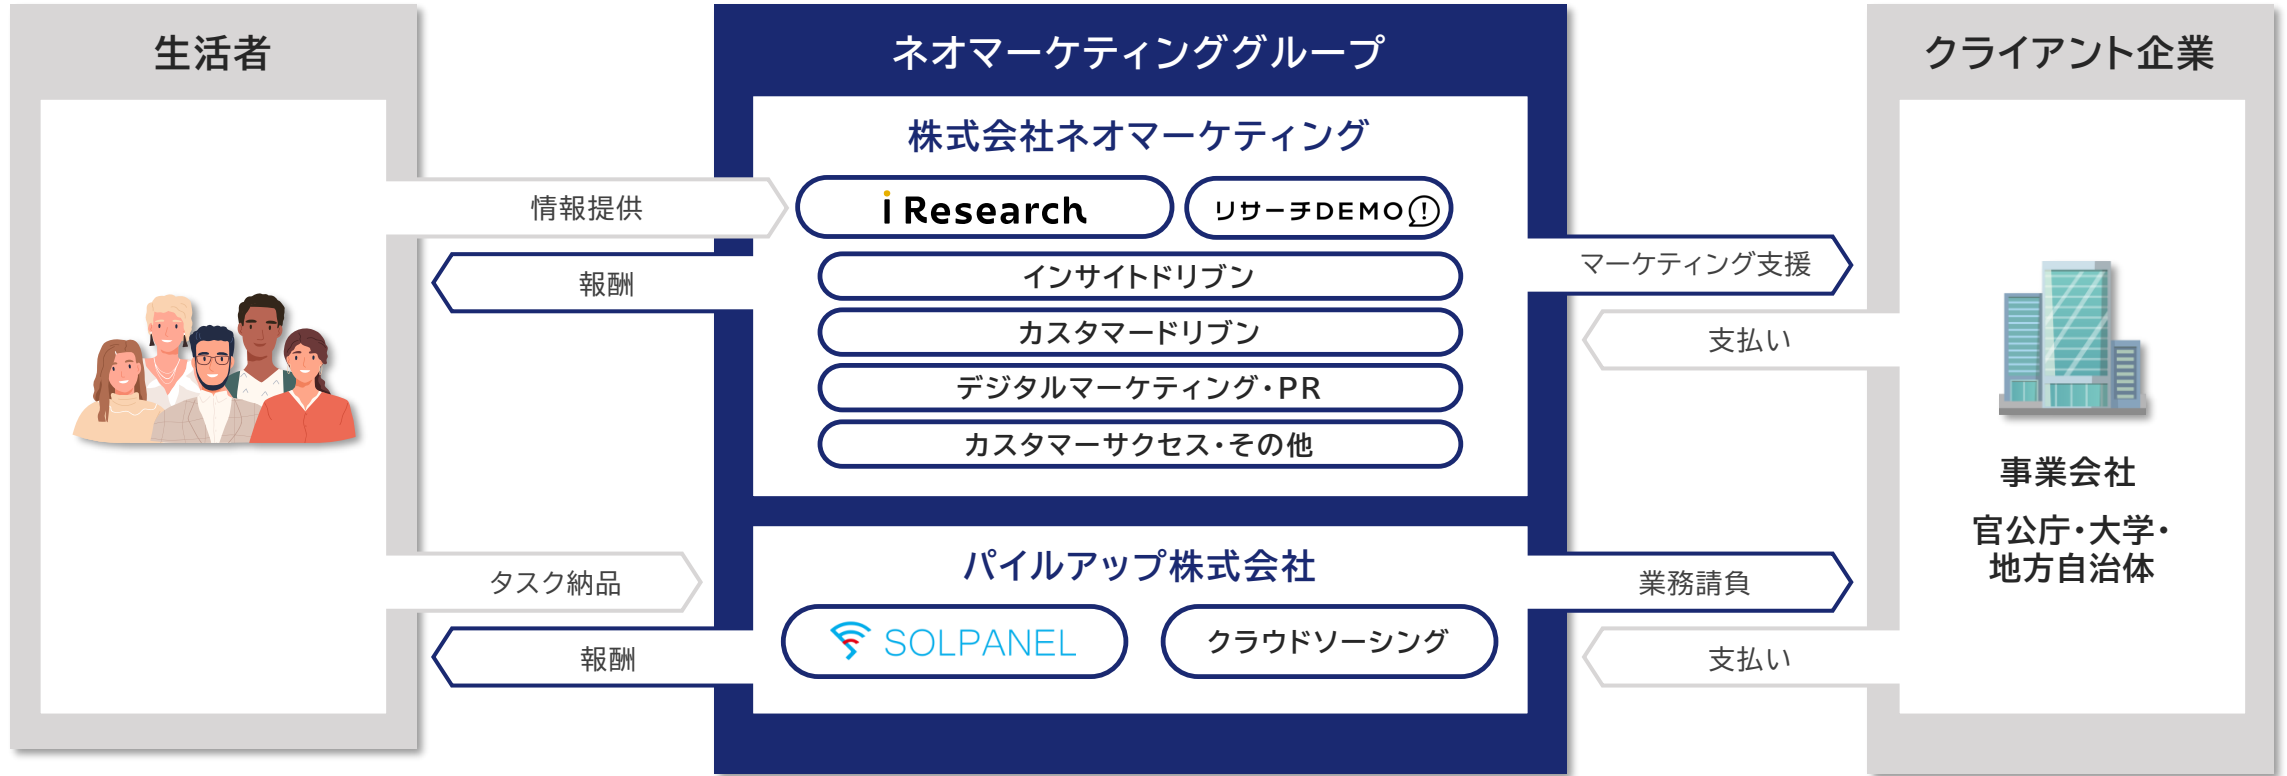 生活者
ネオマーケティンググループ
クライアント企業
株式会社ネオマーケティング
情報提供
i Research
リサーチDEMO!
報酬
インサイトドリブン
カスタマードリブン
デジタルマーケティング・PR
カスタマーサクセス・その他
マーケティング支援
支払い
事業会社
官公庁・大学・
地方自治体
パイルアップ株式会社
タスク納品
報酬
SOLPANEL
クラウドソーシング
業務請負
支払い